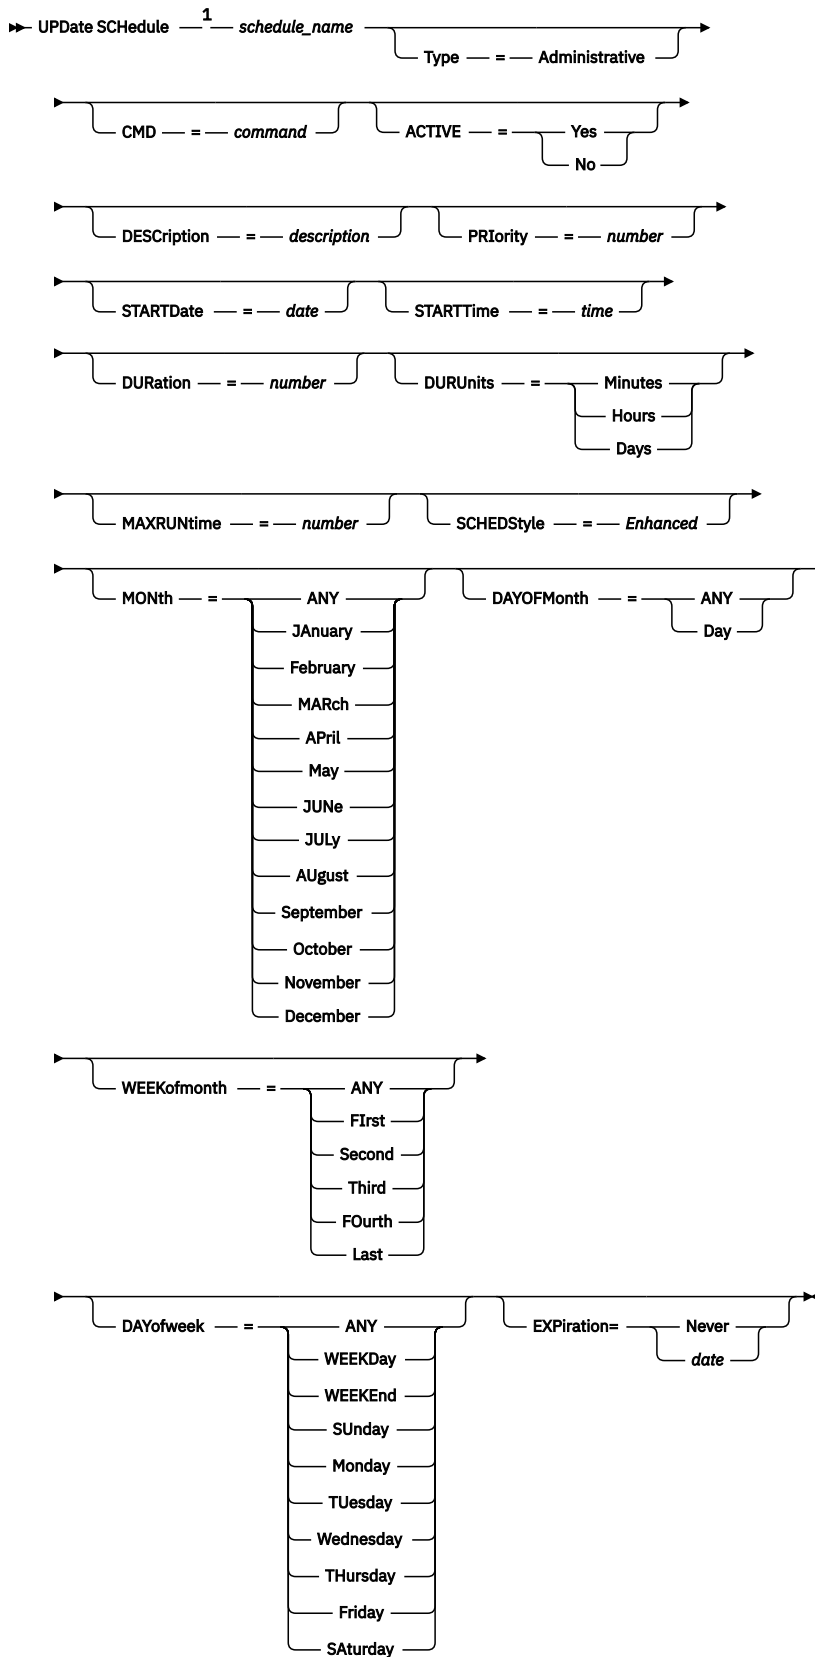 UPDate SCHedule 1 schedule_name
Type = Administrative
CMD = command ACTIVE = Yes
No
DESCription = description PRIority = number
STARTDate = date STARTTime = time
DURation = number DURUnits = Minutes
Hours
Days
MAXRUNtime = number SCHEDStyle = Enhanced
MONth = ANY DAYOFMonth = ANY
JAnuary Day
February
MARch
APril
May
JUNe
JULy
AUgust
September
October
November
December
WEEKofmonth = ANY
FIrst
Second
Third
FOurth
Last
DAYofweek = ANY EXPiration= Never
WEEKDay date
WEEKEnd
SUnday
Monday
TUesday
Wednesday
THursday
Friday
SAturday